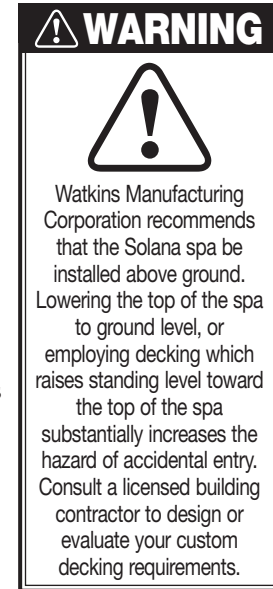 WARNING
Watkins Manufacturing
Corporation recommends
that the Solana spa be
installed above ground.
Lowering the top of the spa
to ground level, or
employing decking which
raises standing level toward
the top of the spa
substantially increases the
hazard of accidental entry.
Consult a licensed building
contractor to design or
evaluate your custom
decking requirements.